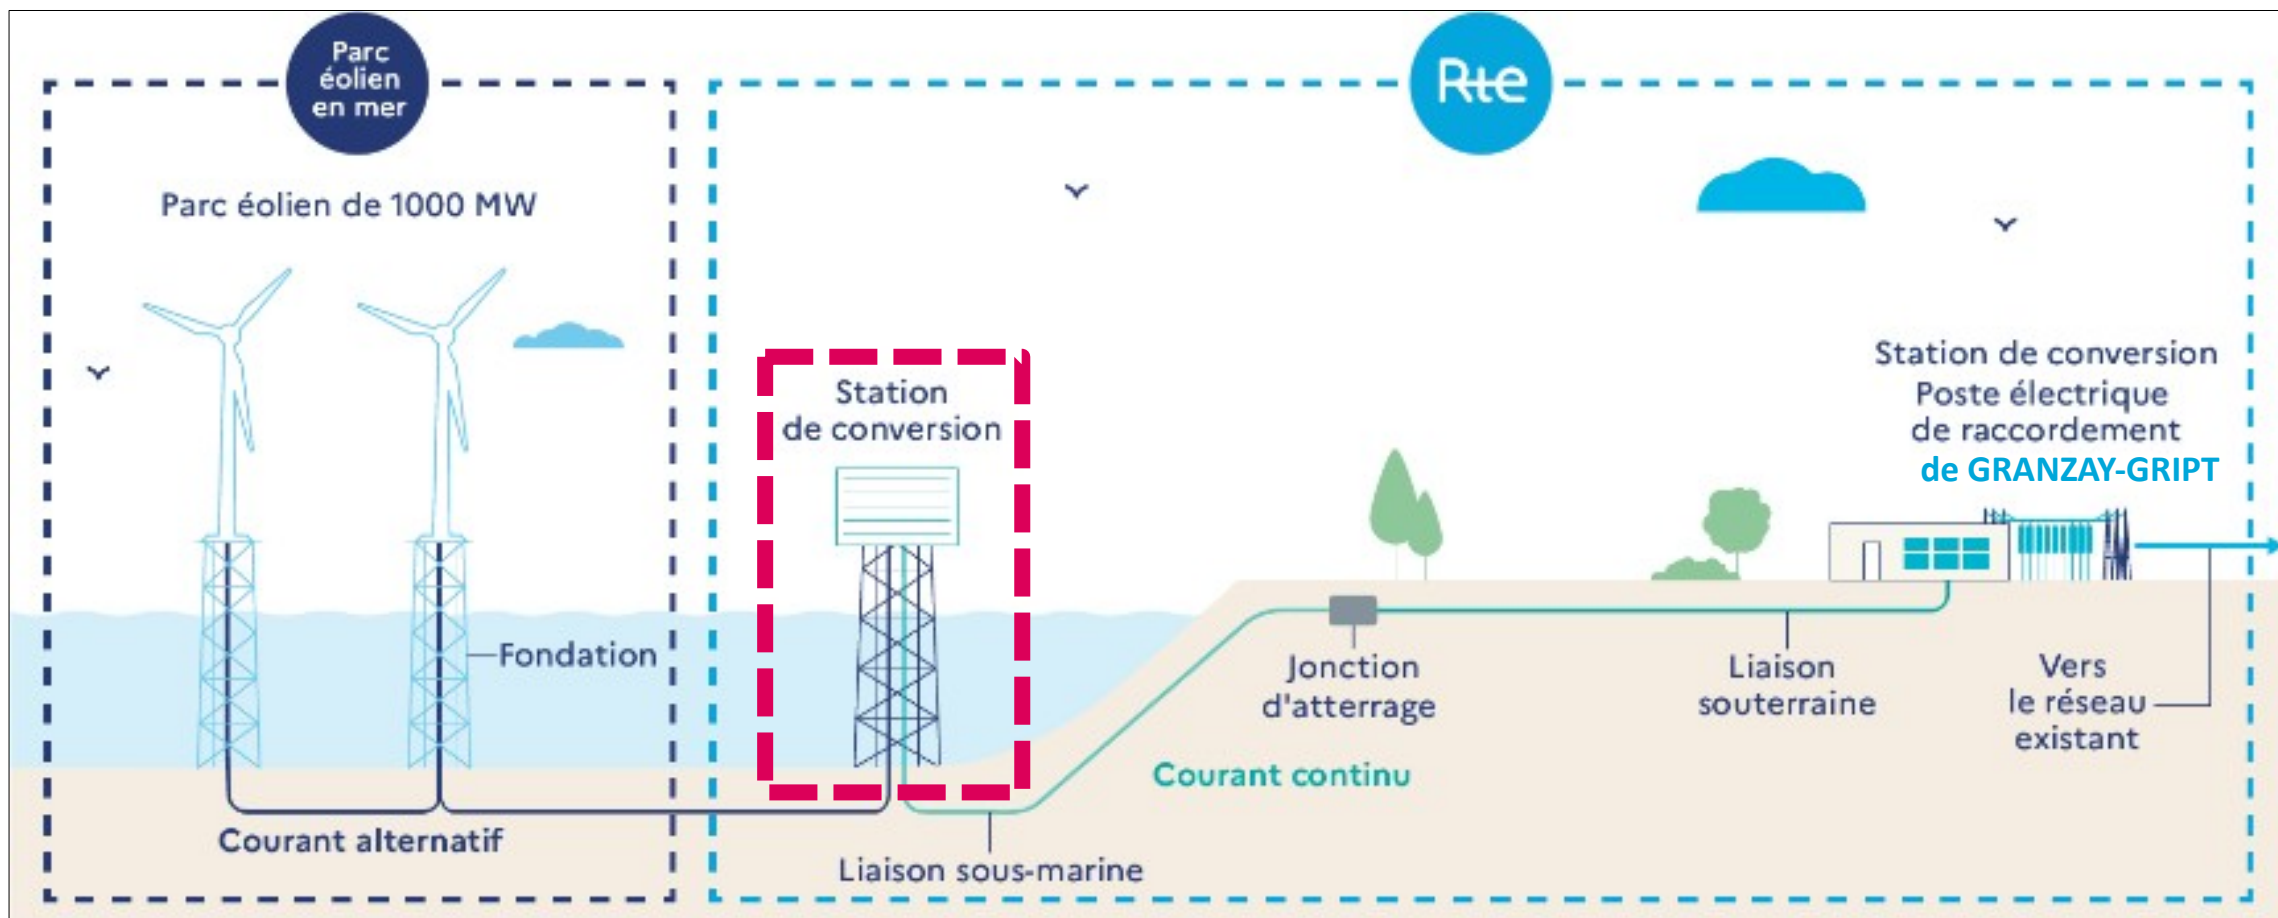 Parc
éolien
en mer
Rte
Parc éolien de 1000 MW
Station
de conversion
Station de conversion
Poste électrique
de raccordement
de GRANZAY-GRIPT
Fondation
Jonction
d'atterrage
Liaison
souterraine
Vers
le réseau
existant
Courant continu
Courant alternatif
Liaison sous-marine